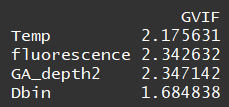 GVIF
Temp 2.175631
fluorescence 2.342632
GA_depth2 2.347142
Dbin 1.684838